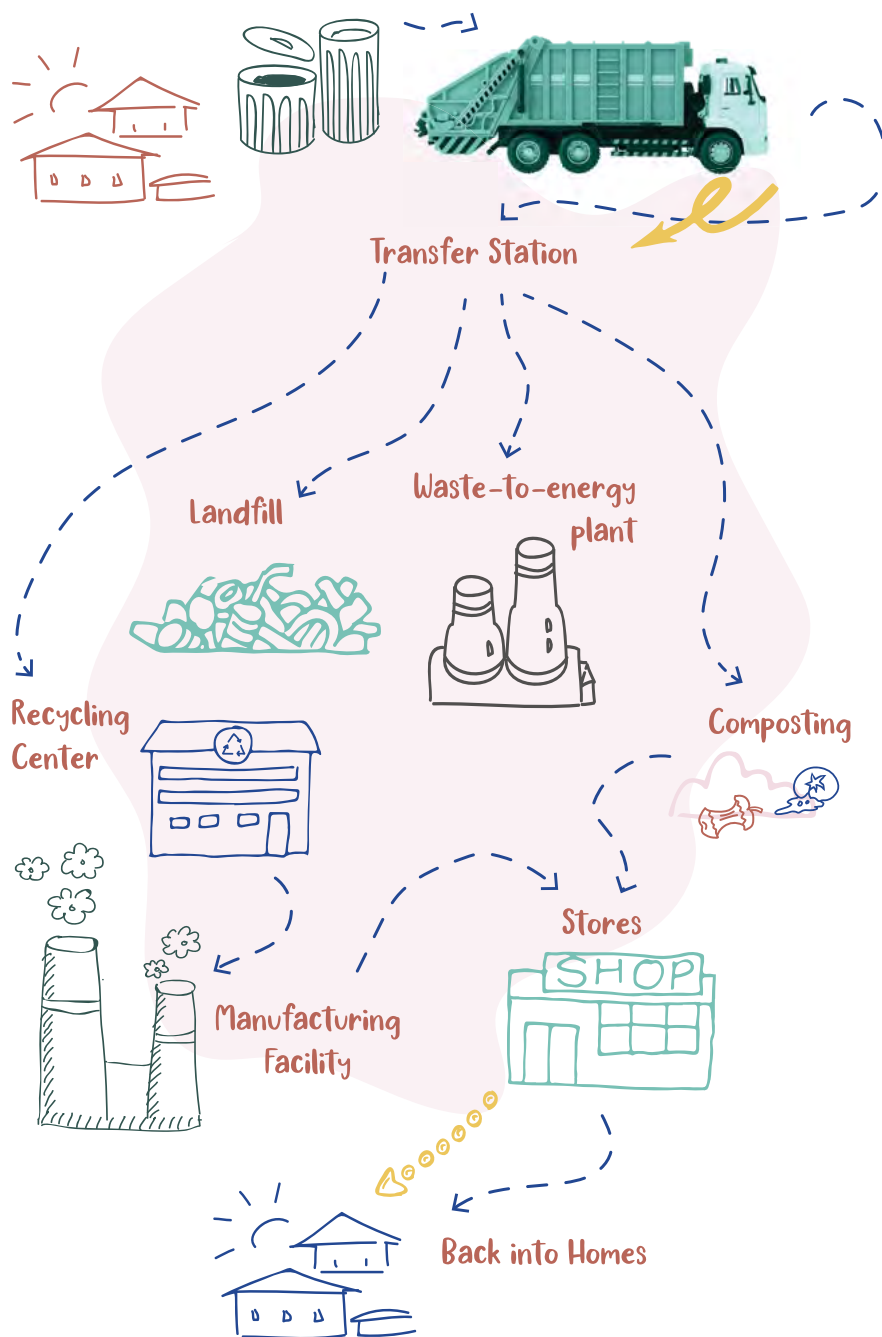 Transfer Station
Landfill
Waste-to-energy
plant
Recycling
Center
Composting
Stores
SHOP
Manufacturing
Facility
Back into Homes